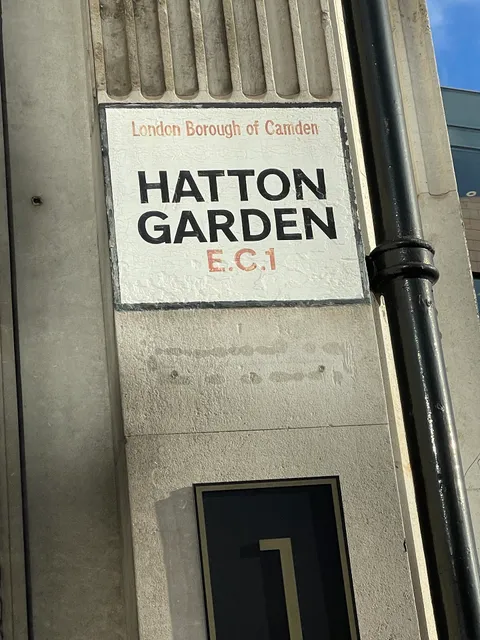 London Borough of Camden
HATTON
GARDEN
E.C.1
1